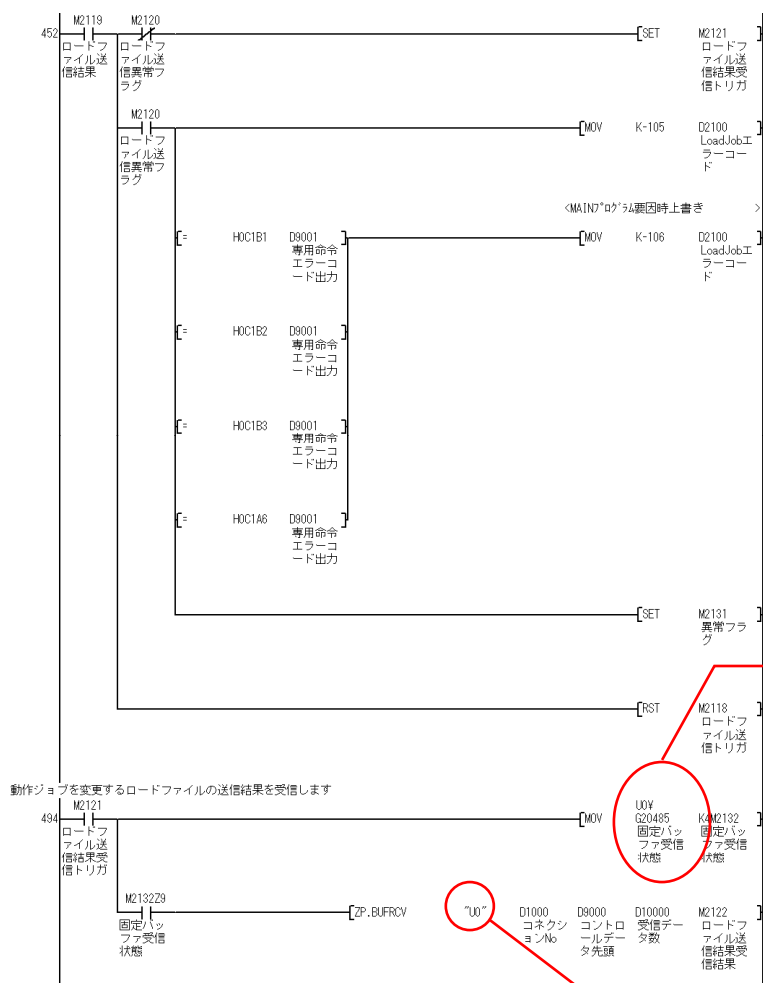 M2119 M2120
452 SET M2121
ロードフ ロードフ ロードフ
ァイル送 ァイル送 ァイル送
信結果 信異常フ 信結果受
ラグ 信トリガ
M2120
MOV K-105 D2100
ロードフ LoadJobエ
ァイル送 ラーコー
信異常フ ド
ラグ
<MAINﾌﾟﾛｸﾞﾗﾑ要因時上書き >
= H0C1B1 D9001 MOV K-106 D2100
専用命令 LoadJobエ
エラーコ ラーコー
ード出力 ド
= H0C1B2 D9001
専用命令
エラーコ
ード出力
= H0C1B3 D9001
専用命令
エラーコ
ード出力
= H0C1A6 D9001
専用命令
エラーコ
ード出力
SET M2131
異常フラ
グ
RST M2118
ロードフ
ァイル送
信トリガ
動作ジョブを変更するロードファイルの送信結果を受信します
M2121 U0¥
494 MOV G20485 K4M2132
ロードフ 固定バッ 固定バッ
ァイル送 ファ受信 ファ受信
信結果受 状態 状態
信トリガ
M2132Z9
ZP.BUFRCV "U0" D1000 D9000 D10000 M2122
固定バッ コネクシ コントロ 受信デー ロードフ
ファ受信 ョンNo ールデー タ数 ァイル送
状態 タ先頭 信結果受
信結果